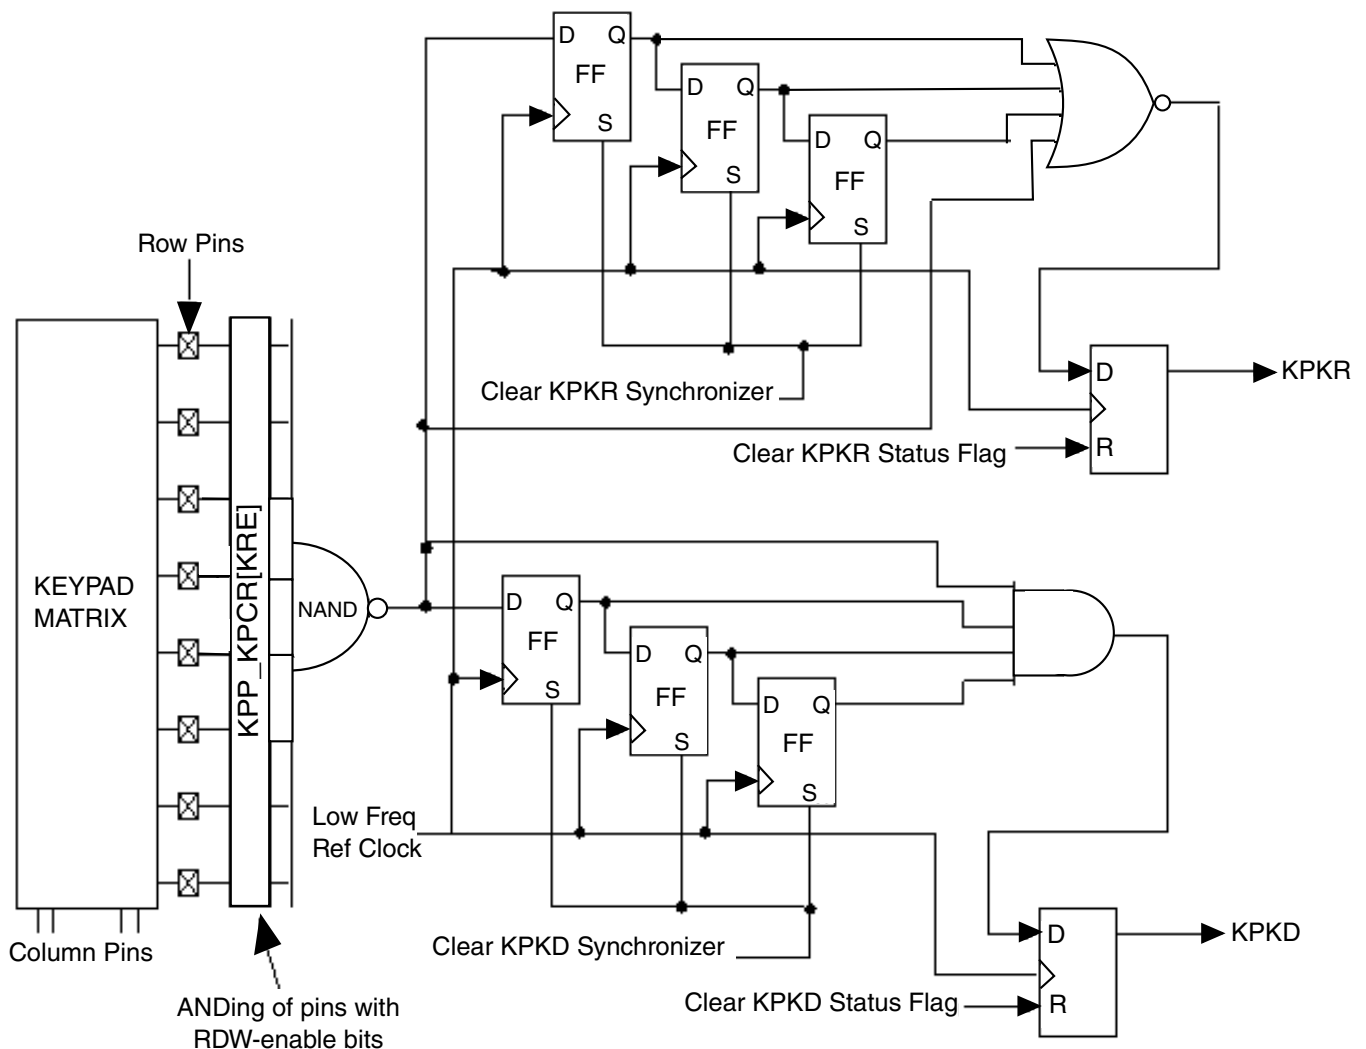 D Q
FF
S
D Q
FF
S
D Q
FF
S
Row Pins
Clear KPKR Synchronizer
D
KPKR
Clear KPKR Status Flag
R
KEYPAD
MATRIX
KPP_KPCR[KRE]
NAND
D Q
FF
S
D Q
FF
S
D Q
FF
S
Low Freq
Ref Clock
Column Pins
Clear KPKD Synchronizer
D
KPKD
Clear KPKD Status Flag
R
ANDing of pins with
RDW-enable bits